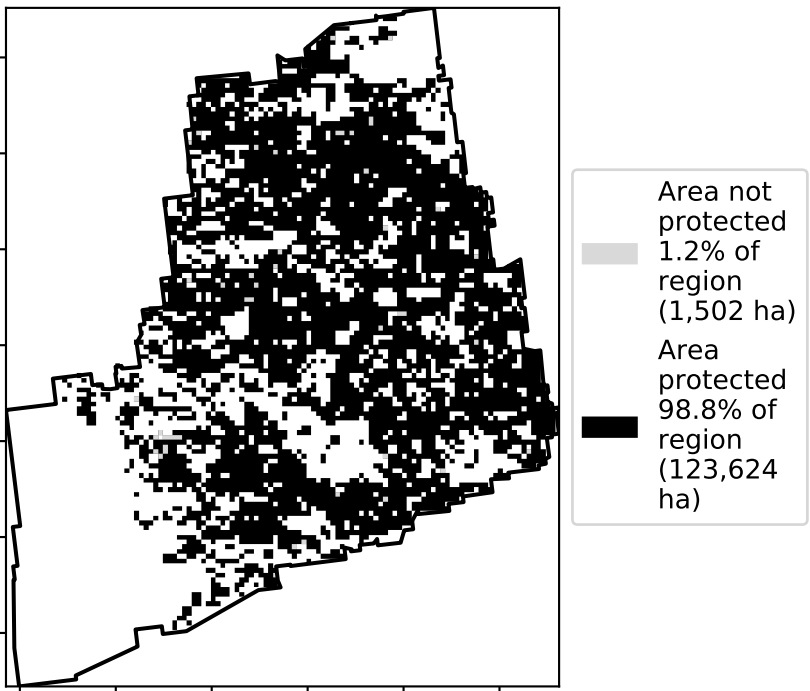 Area not
protected
1.2% of
region
(1,502 ha)
Area
protected
98.8% of
region
(123,624
ha)